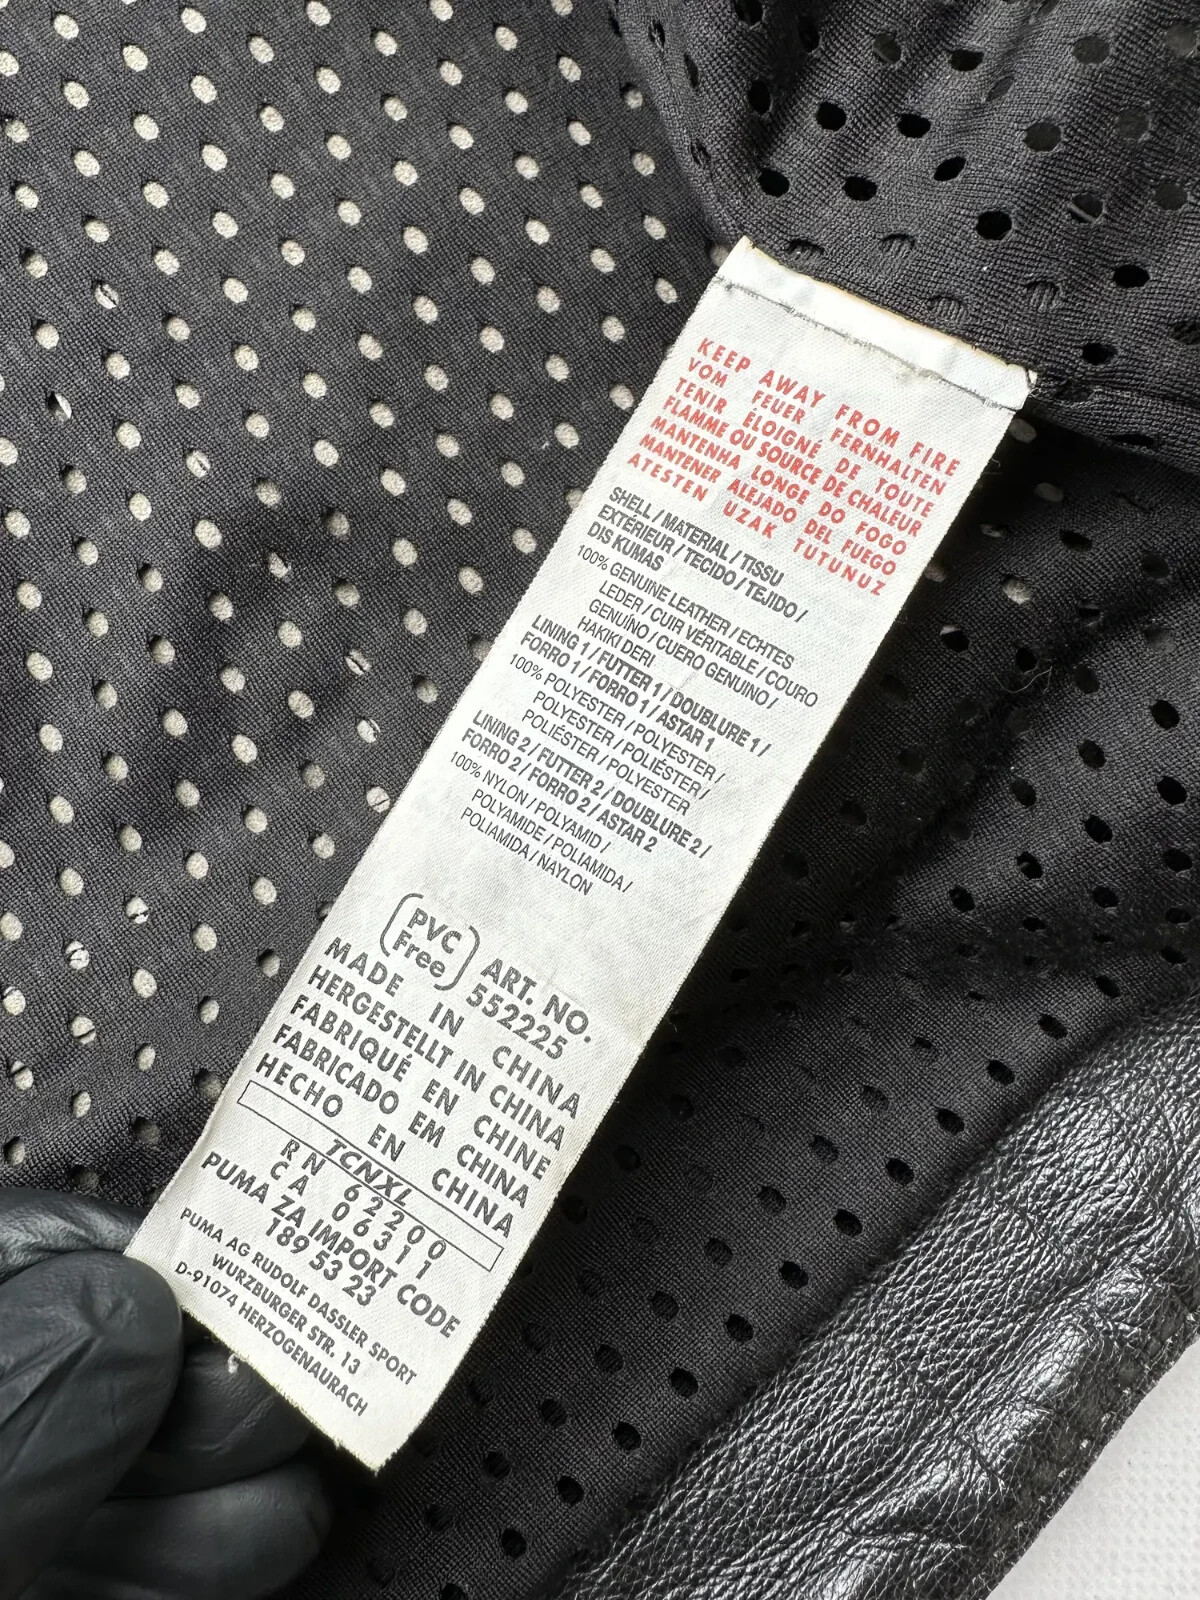 KEEP AWAY FROM FIRE
VOM FEUER FERNHALTEN
TENIR ÉLOIGNÉ DE TOUTE
FLAMME OU SOURCE DE CHALEUR
MANTENHA LONGE DO FOGO
MANTENER ALEJADO DEL FUEGO
ATESTEN UZAK TUTUNUZ
SHELL / MATERIAL / TISSU
EXTÉRIEUR / TECIDO / TEJIDO /
DIS KUMAS
100% GENUINE LEATHER / ECHTES
LEDER / CUIR VÉRITABLE / COURO
GENUÍNO / CUERO GENUINO /
HAKIKI DERI
LINING 1 / FUTTER 1 / DOUBLURE 1 /
FORRO 1 / FORRO 1 / ASTAR 1
100% POLYESTER / POLYESTER /
POLYESTER / POLIÉSTER /
POLIÉSTER / POLYESTER
LINING 2 / FUTTER 2 / DOUBLURE 2 /
FORRO 2 / FORRO 2 / ASTAR 2
100% NYLON / POLYAMID /
POLYAMIDE / POLIAMIDA /
POLIAMIDA / NAYLON
PVC
Free
ART. NO.
552225
MADE IN CHINA
HERGESTELLT IN CHINA
FABRIQUÉ EN CHINE
FABRICADO EM CHINA
HECHO EN CHINA
TCNXL
RN 62200
CA 06311
PUMA ZA IMPORT CODE
189 53 23
PUMA AG RUDOLF DASSLER SPORT
WURZBURGER STR. 13
D-91074 HERZOGENAURACH